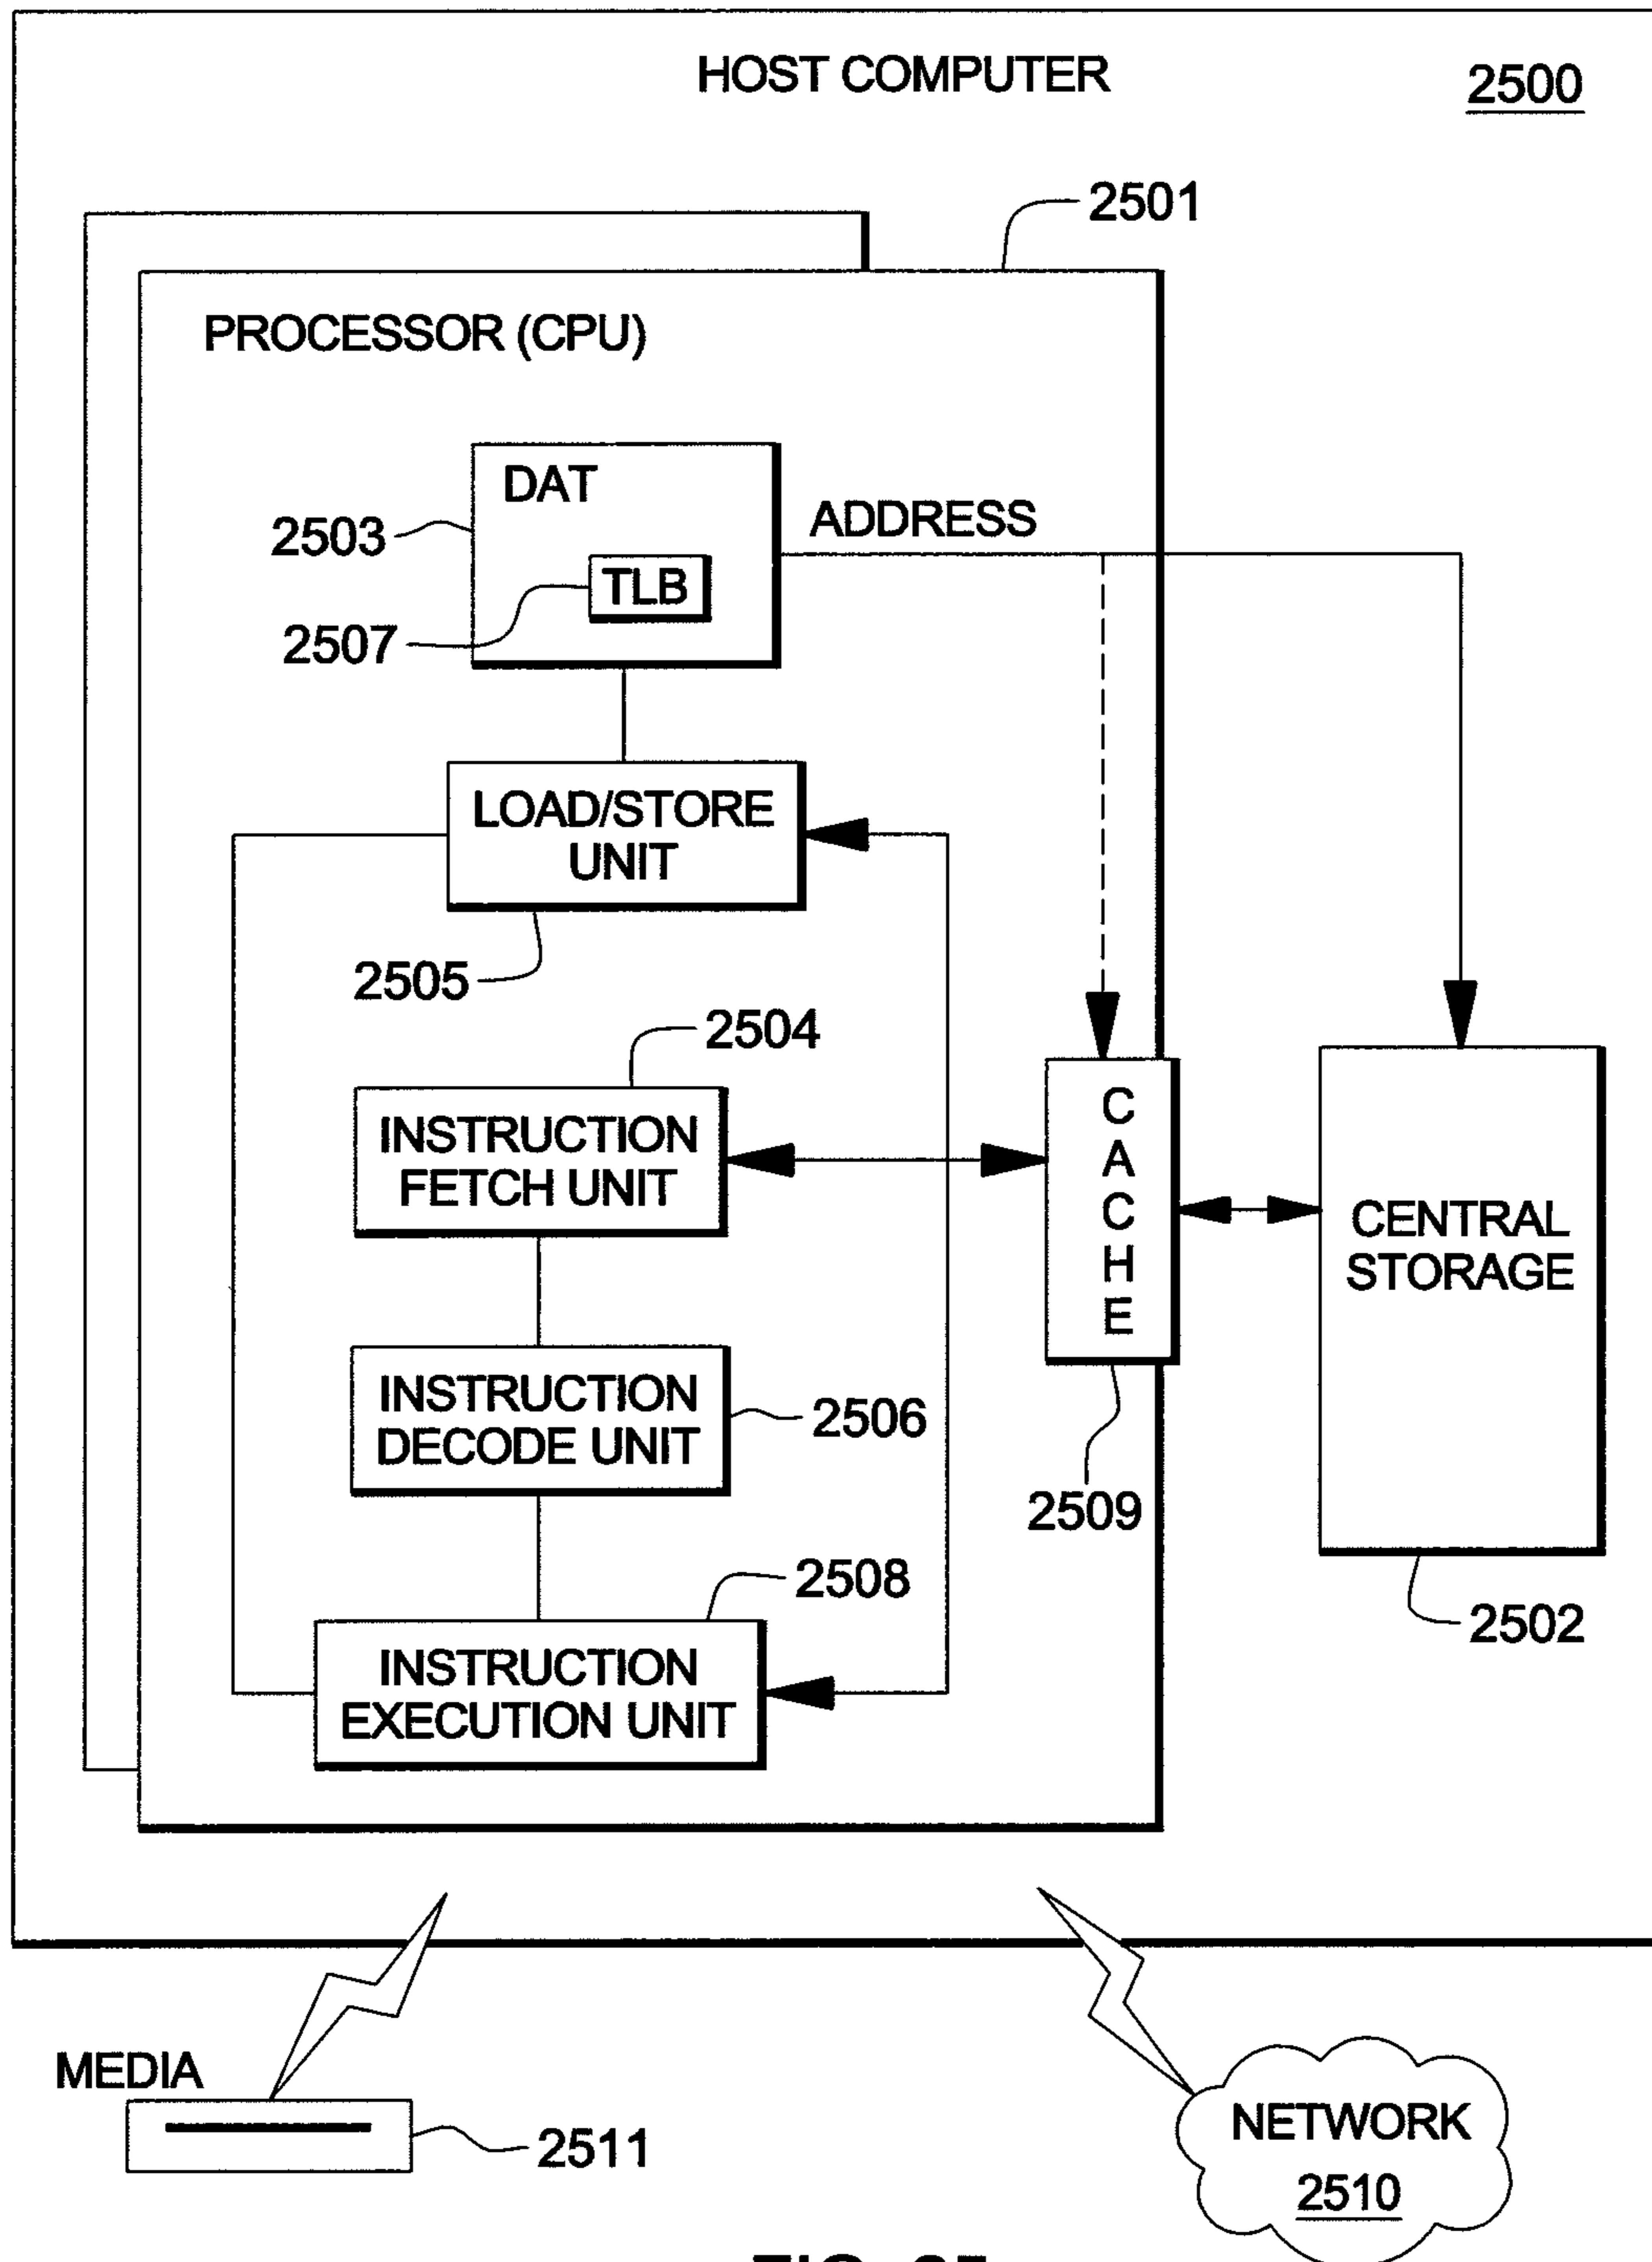 HOST COMPUTER
2500
2501
PROCESSOR (CPU)
DAT
ADDRESS
2503
TLB
2507
LOAD/STORE
UNIT
2505
2504
INSTRUCTION
FETCH UNIT
C
A
C
H
E
CENTRAL
STORAGE
INSTRUCTION
DECODE UNIT
2506
2509
2508
INSTRUCTION
EXECUTION UNIT
2502
MEDIA
2511
NETWORK
2510